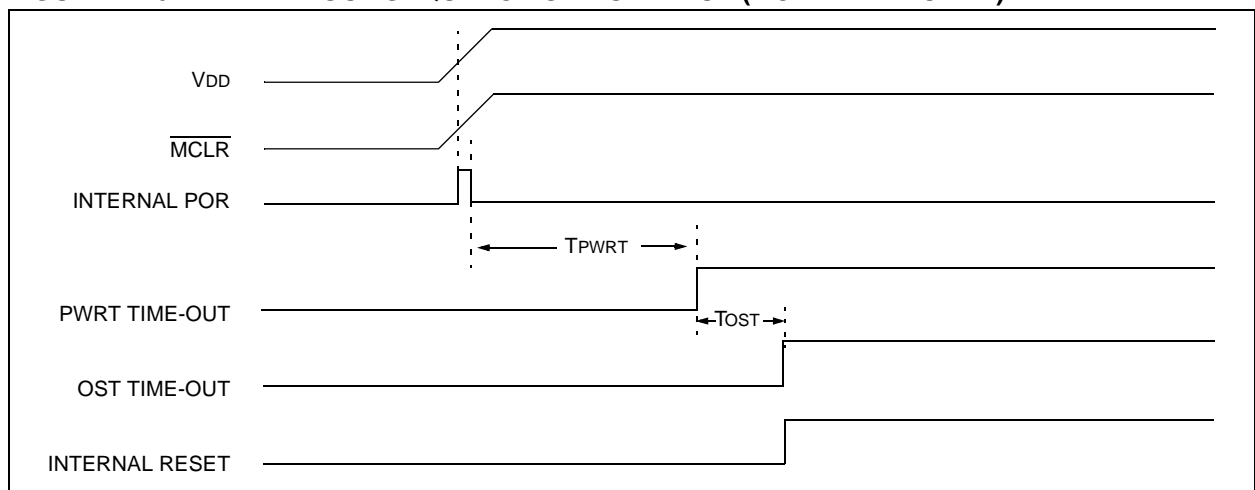 VDD
MCLR
INTERNAL POR
TPWRT
PWRT TIME-OUT
TOST
OST TIME-OUT
INTERNAL RESET